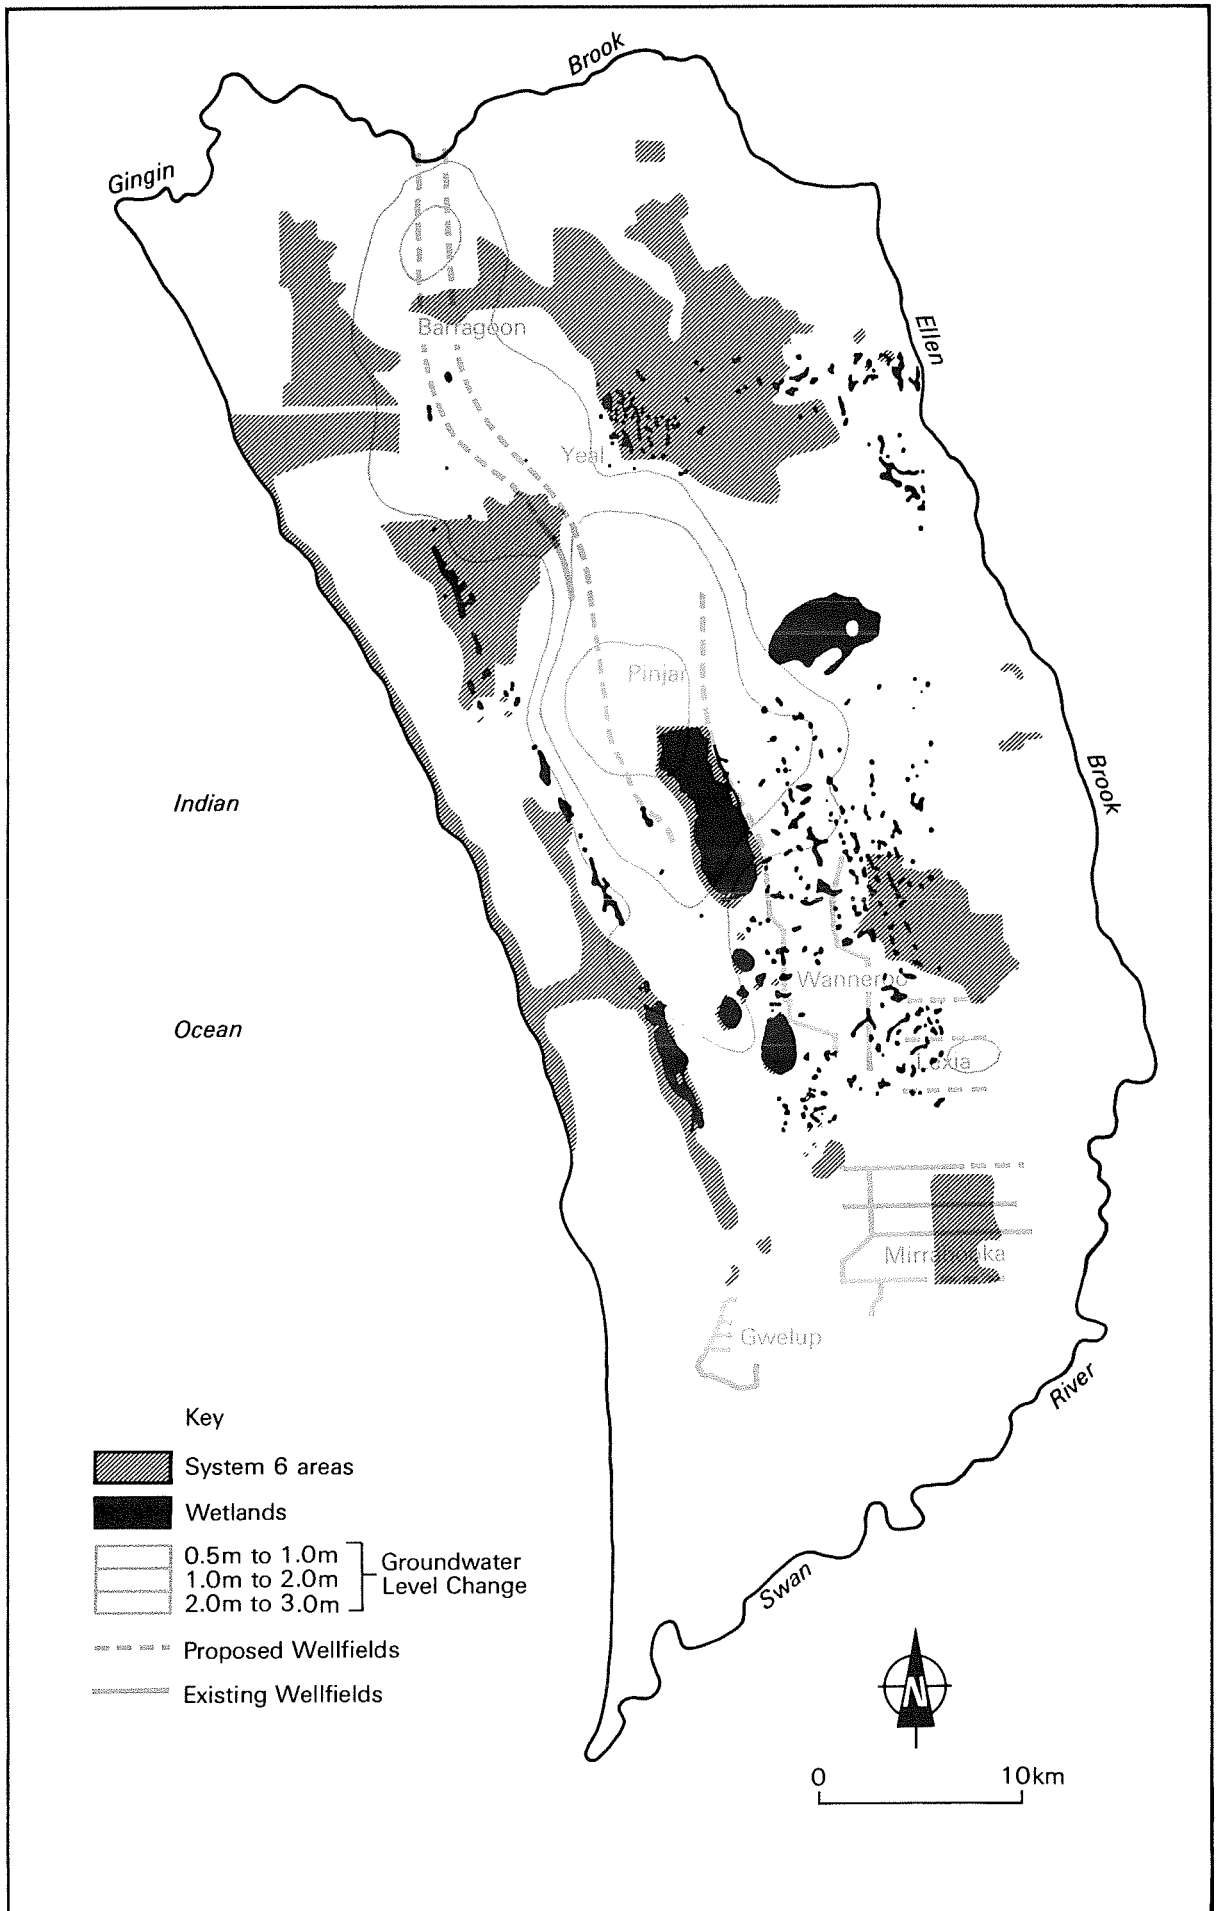 Brook
Gingin
Ellen
Barragoon
Yeal
Pinjar
Brook
Indian
Wanneroo
Ocean
Lexia
Mirrabooka
Gwelup
River
Swan
Key
System 6 areas
Wetlands
0.5m to 1.0m
1.0m to 2.0m
2.0m to 3.0m
Groundwater
Level Change
Proposed Wellfields
Existing Wellfields
N
0 10km